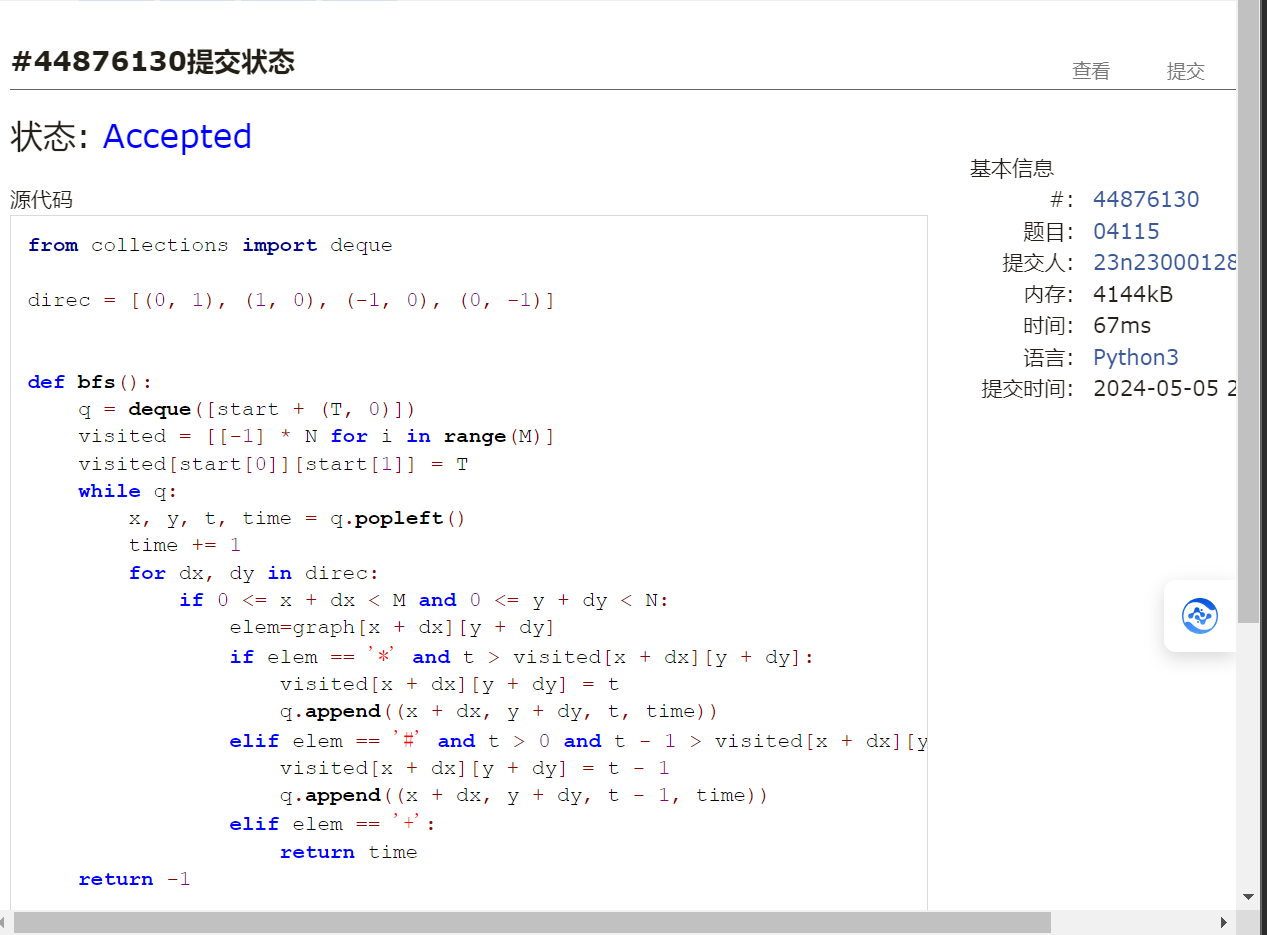 #44876130提交状态
查看
提交
状态: Accepted
源代码
from collections import deque
direc = [(0, 1), (1, 0), (-1, 0), (0, -1)]
def bfs():
    q = deque([start + (T, 0)])
    visited = [[-1] * N for i in range(M)]
    visited[start[0]][start[1]] = T
    while q:
        x, y, t, time = q.popleft()
        time += 1
        for dx, dy in direc:
            if 0 <= x + dx < M and 0 <= y + dy < N:
                elem=graph[x + dx][y + dy]
                if elem == '*' and t > visited[x + dx][y + dy]:
                    visited[x + dx][y + dy] = t
                    q.append((x + dx, y + dy, t, time))
                elif elem == '#' and t > 0 and t - 1 > visited[x + dx][y
                    visited[x + dx][y + dy] = t - 1
                    q.append((x + dx, y + dy, t - 1, time))
                elif elem == '+':
                    return time
    return -1
基本信息
#: 44876130
题目: 04115
提交人: 23n23000128
内存: 4144kB
时间: 67ms
语言: Python3
提交时间: 2024-05-05 2